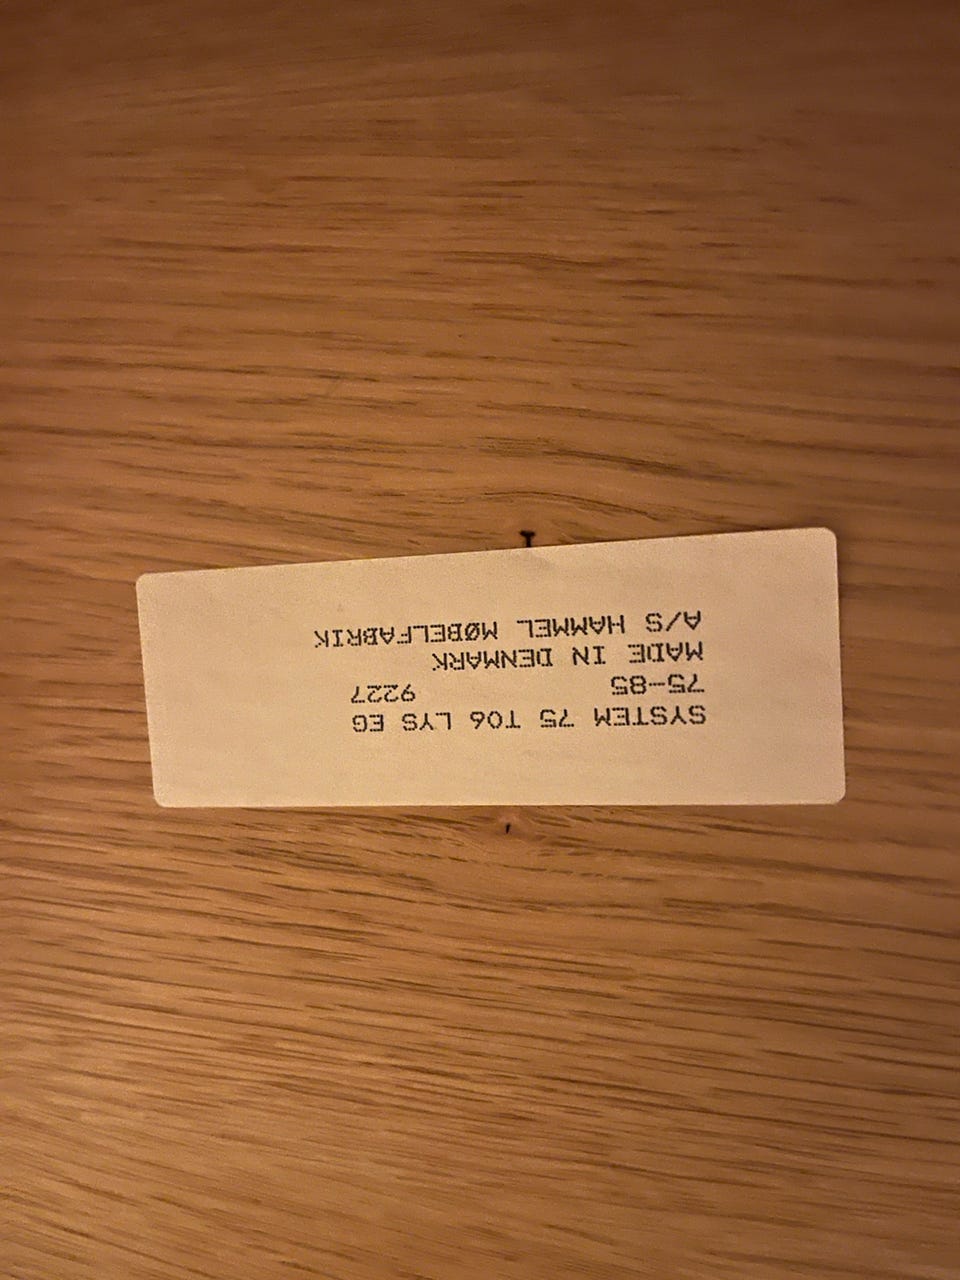 SYSTEM 75 T06 LYS EG
75-85 9227
MADE IN DENMARK
A/S HAMMEL MØBELFABRIK